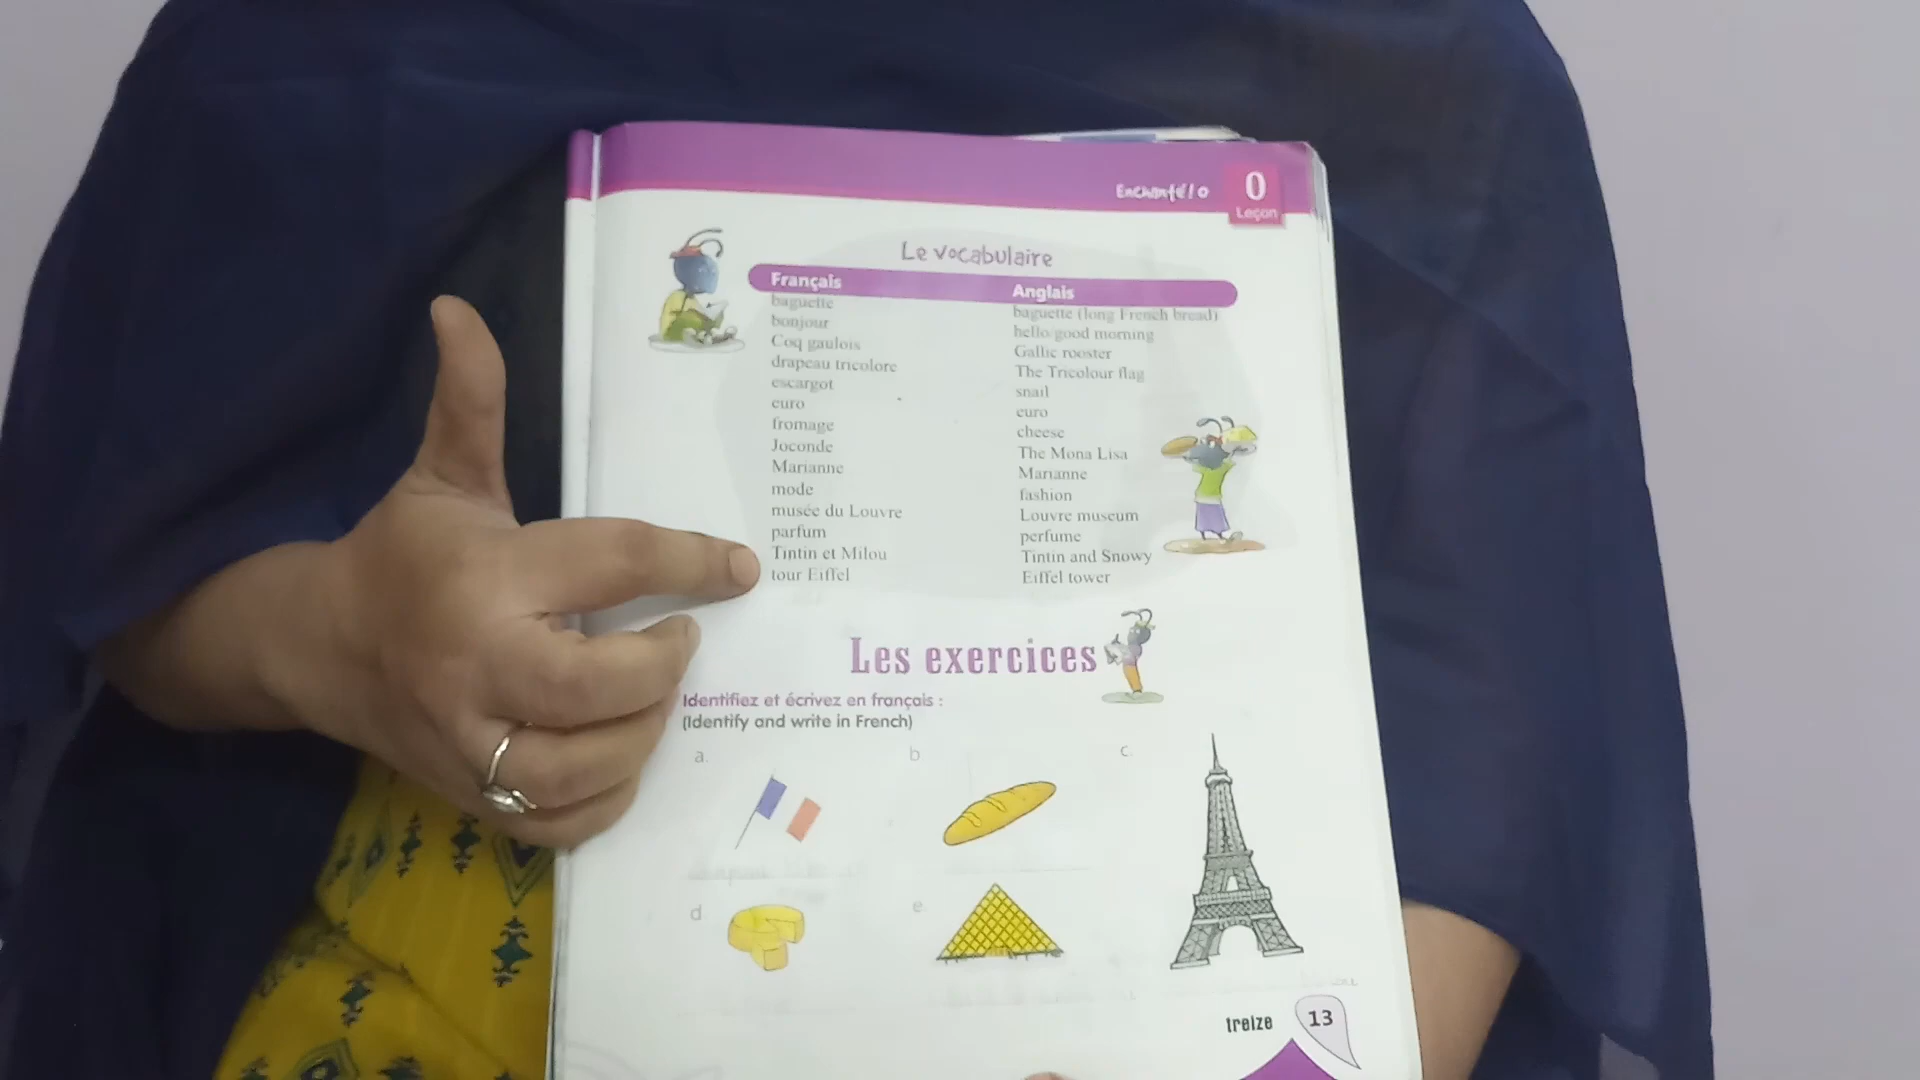 Enchanté! 0
0
Leçon
Le vocabulaire
Français Anglais
baguette baguette (long French bread)
bonjour hello/good morning
Coq gaulois Gallic rooster
drapeau tricolore The Tricolour flag
escargot snail
euro euro
fromage cheese
Joconde The Mona Lisa
Marianne Marianne
mode fashion
musée du Louvre Louvre museum
parfum perfume
Tintin et Milou Tintin and Snowy
tour Eiffel Eiffel tower
Les exercices
Identifiez et écrivez en français :
(Identify and write in French)
a. b c.
d e.
treize 13